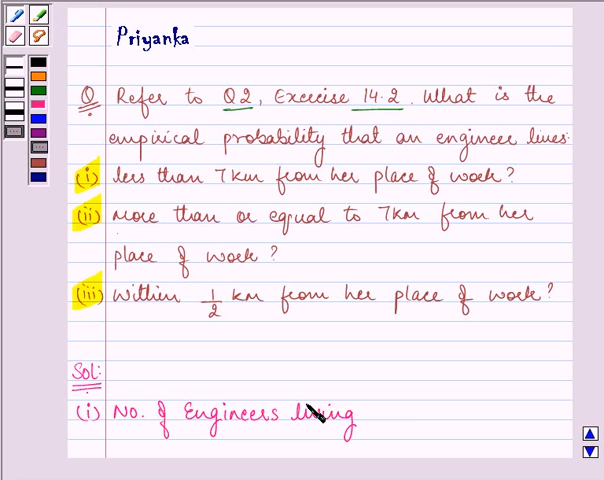 Priyanka
Q Refer to Q2, Exercise 14.2. What is the
empirical probability that an engineer lives:
(i) less than 7km from her place of work?
(ii) more than or equal to 7km from her
place of work?
(iii) within 1/2 km from her place of work?
Sol:
(i) No. of Engineers living